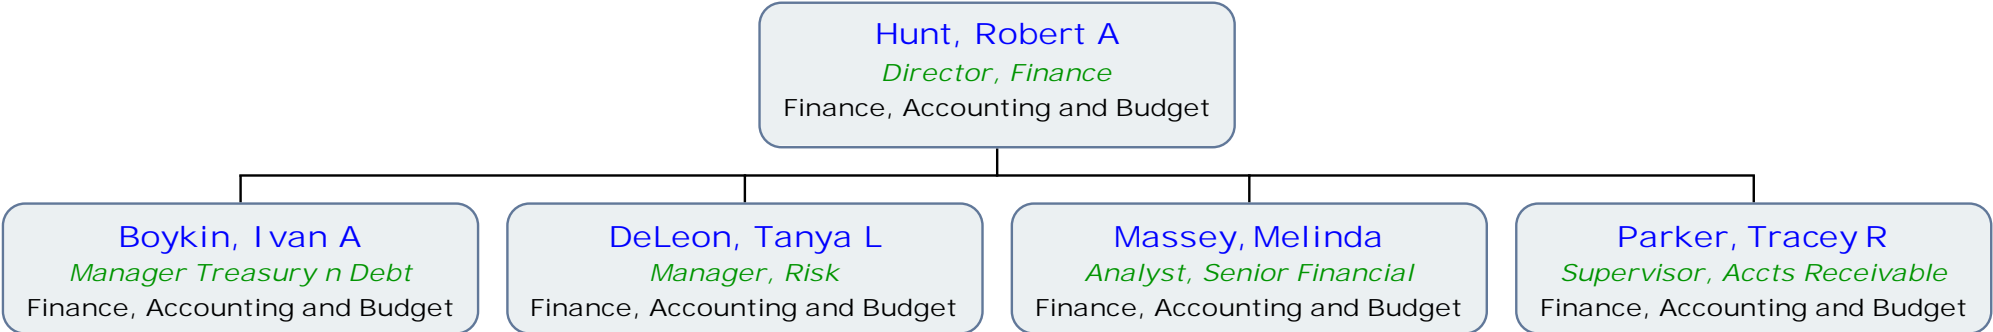 Hunt, Robert A
Director, Finance
Finance, Accounting and Budget
Boykin, Ivan A
Manager Treasury n Debt
Finance, Accounting and Budget
DeLeon, Tanya L
Manager, Risk
Finance, Accounting and Budget
Massey, Melinda
Analyst, Senior Financial
Finance, Accounting and Budget
Parker, Tracey R
Supervisor, Accts Receivable
Finance, Accounting and Budget